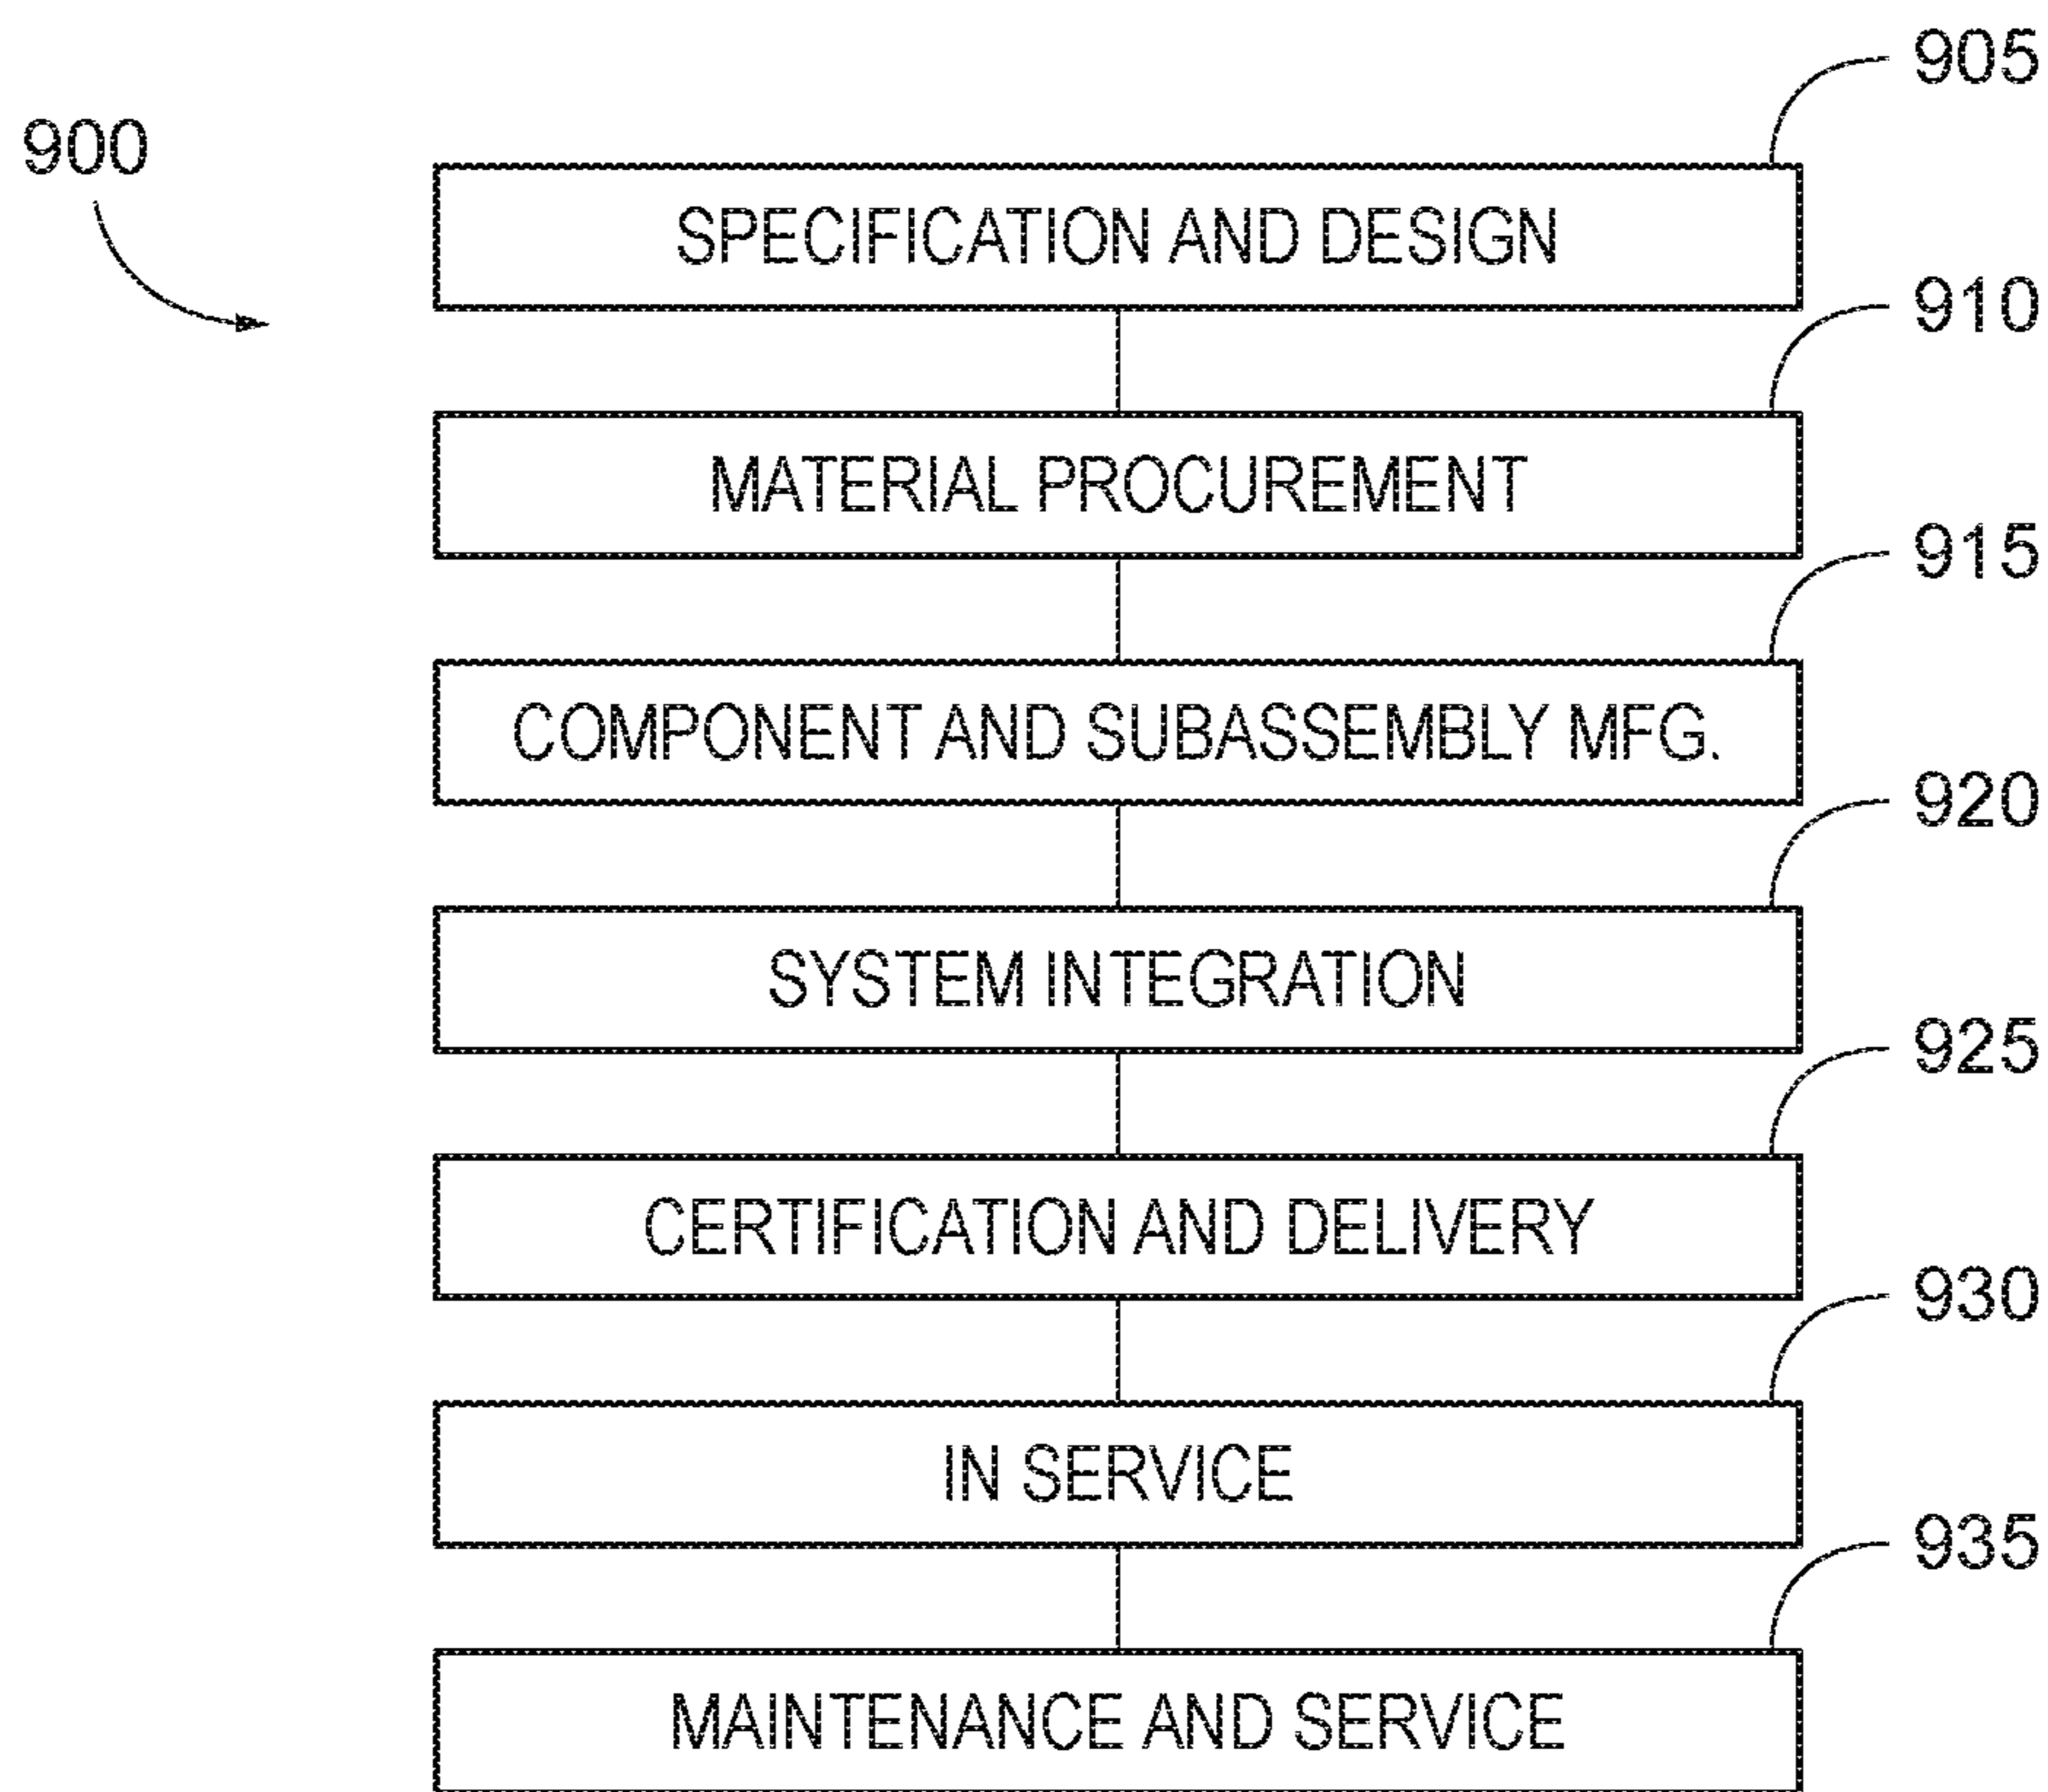 905
900
SPECIFICATION AND DESIGN
910
MATERIAL PROCUREMENT
915
COMPONENT AND SUBASSEMBLY MFG.
920
SYSTEM INTEGRATION
925
CERTIFICATION AND DELIVERY
930
IN SERVICE
935
MAINTENANCE AND SERVICE